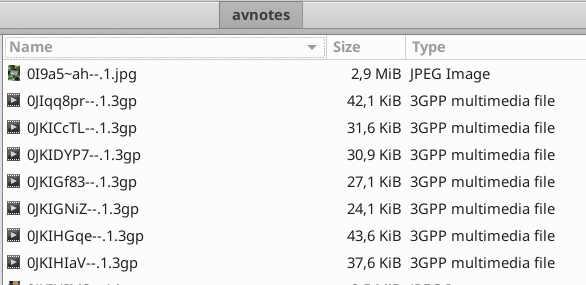 avnotes
Name Size Type
0I9a5~ah--.1.jpg 2,9 MiB JPEG Image
0JIqq8pr--.1.3gp 42,1 KiB 3GPP multimedia file
0JKICcTL--.1.3gp 31,6 KiB 3GPP multimedia file
0JKIDYP7--.1.3gp 30,9 KiB 3GPP multimedia file
0JKIGf83--.1.3gp 27,1 KiB 3GPP multimedia file
0JKIGNiZ--.1.3gp 24,1 KiB 3GPP multimedia file
0JKIHGqe--.1.3gp 43,6 KiB 3GPP multimedia file
0JKIHIaV--.1.3gp 37,6 KiB 3GPP multimedia file